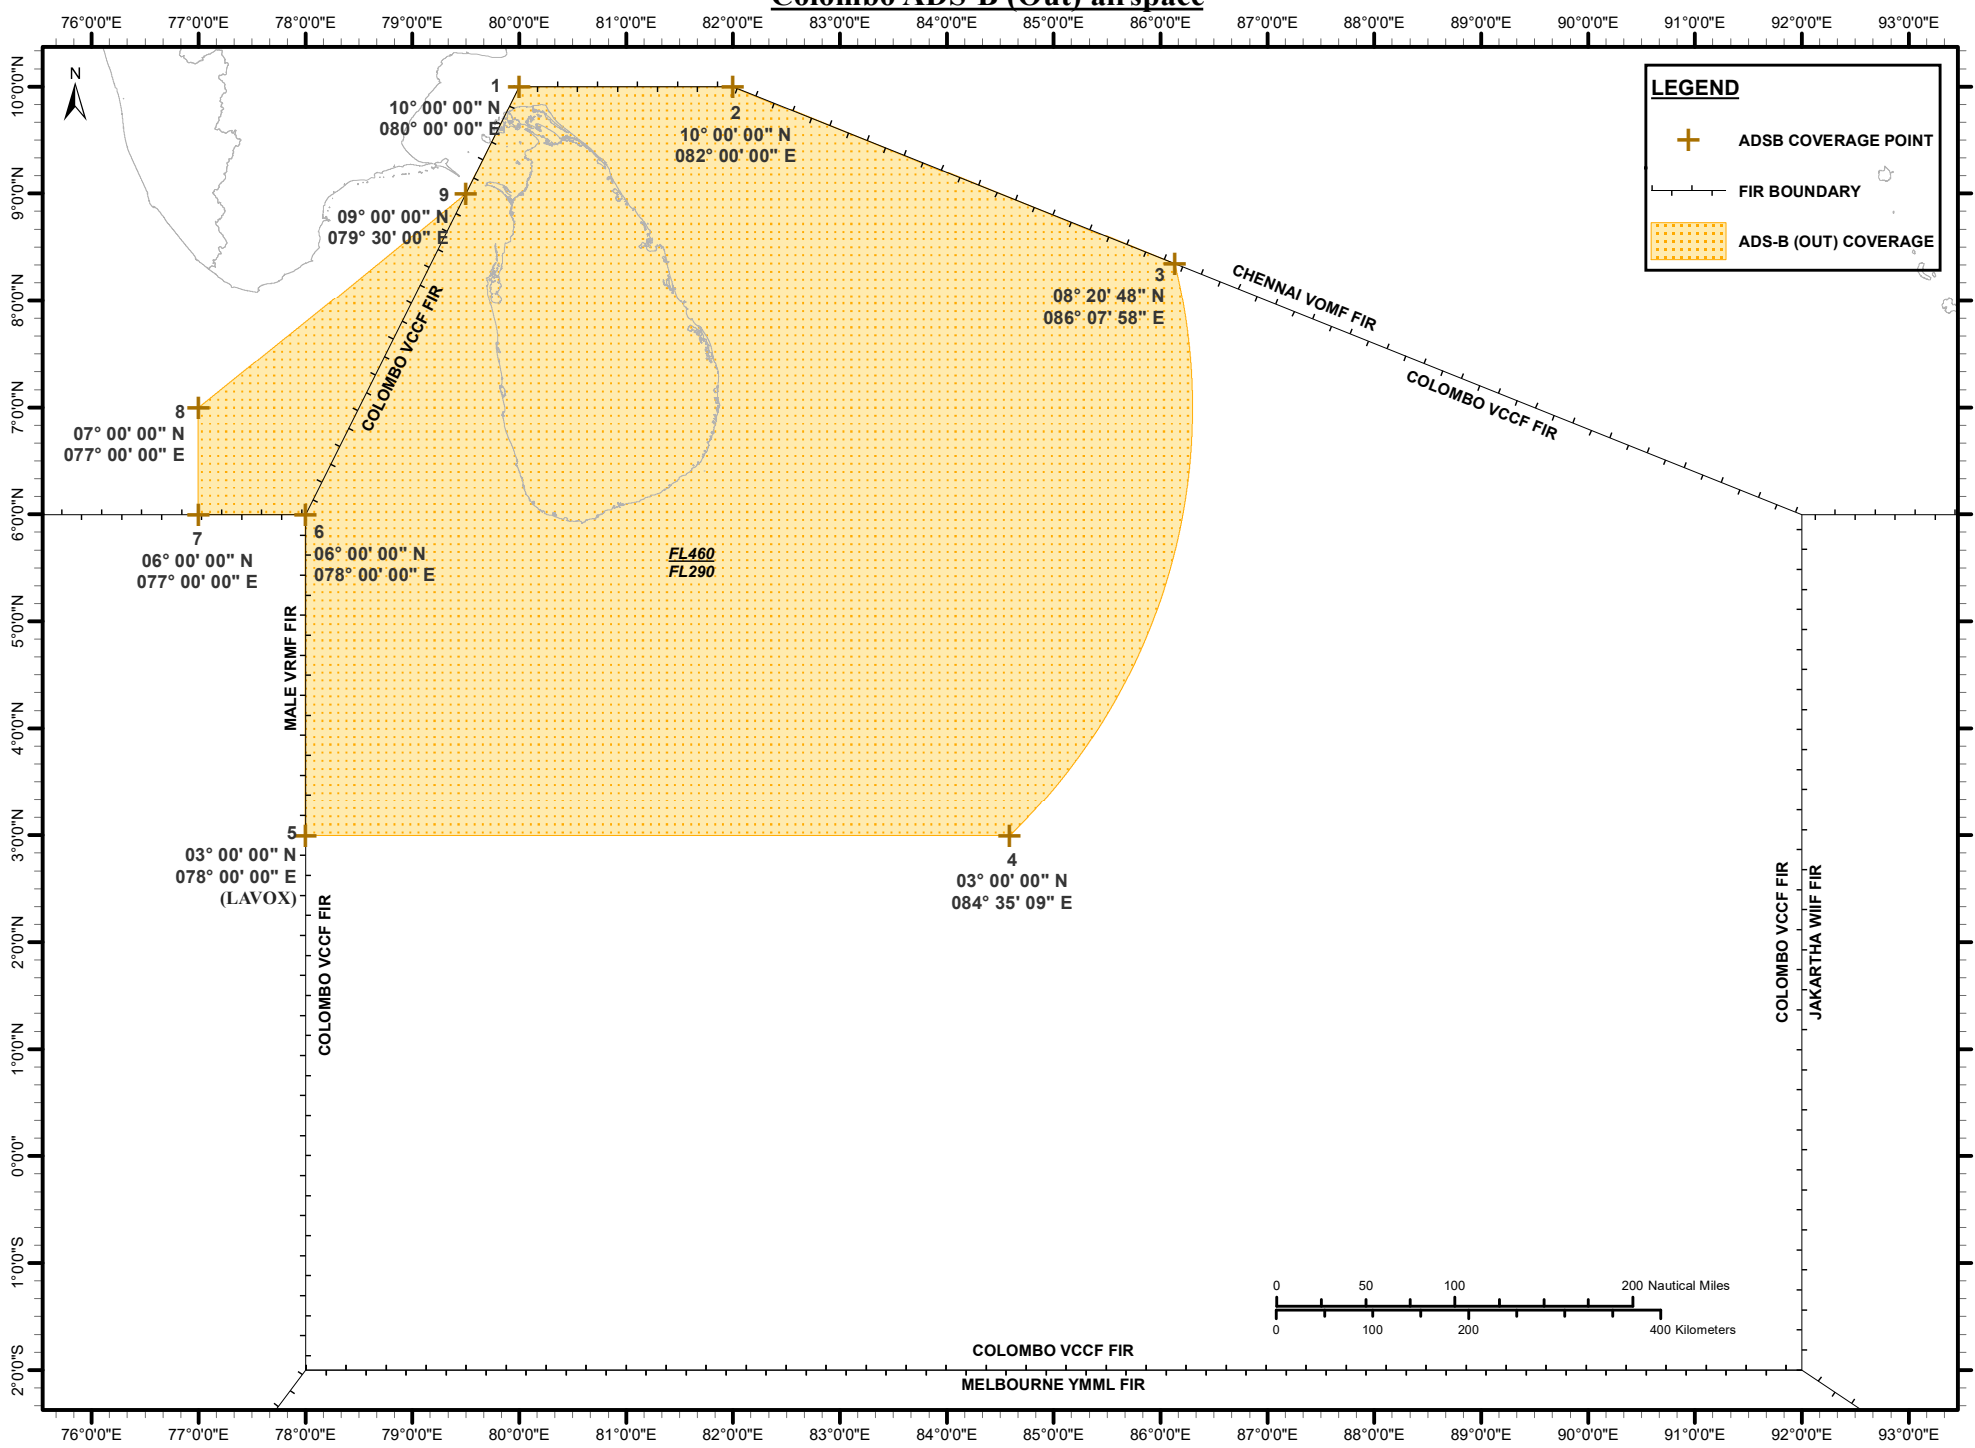 Colombo ADS-B (Out) airspace
76°0'0"E 77°0'0"E 78°0'0"E 79°0'0"E 80°0'0"E 81°0'0"E 82°0'0"E 83°0'0"E 84°0'0"E 85°0'0"E 86°0'0"E 87°0'0"E 88°0'0"E 89°0'0"E 90°0'0"E 91°0'0"E 92°0'0"E 93°0'0"E
10°0'0"N
9°0'0"N
8°0'0"N
7°0'0"N
6°0'0"N
5°0'0"N
4°0'0"N
3°0'0"N
2°0'0"N
1°0'0"N
0°0'0"
1°0'0"S
2°0'0"S
N
LEGEND
ADSB COVERAGE POINT
FIR BOUNDARY
ADS-B (OUT) COVERAGE
1
10° 00' 00" N
080° 00' 00" E
2
10° 00' 00" N
082° 00' 00" E
9
09° 00' 00" N
079° 30' 00" E
3
08° 20' 48" N
086° 07' 58" E
CHENNAI VOMF FIR
COLOMBO VCCF FIR
COLOMBO VCCF FIR
8
07° 00' 00" N
077° 00' 00" E
7
06° 00' 00" N
077° 00' 00" E
6
06° 00' 00" N
078° 00' 00" E
FL460
FL290
MALE VRMF FIR
5
03° 00' 00" N
078° 00' 00" E
(LAVOX)
4
03° 00' 00" N
084° 35' 09" E
COLOMBO VCCF FIR
COLOMBO VCCF FIR
JAKARTHA WIIF FIR
0 50 100 200 Nautical Miles
0 100 200 400 Kilometers
COLOMBO VCCF FIR
MELBOURNE YMML FIR
76°0'0"E 77°0'0"E 78°0'0"E 79°0'0"E 80°0'0"E 81°0'0"E 82°0'0"E 83°0'0"E 84°0'0"E 85°0'0"E 86°0'0"E 87°0'0"E 88°0'0"E 89°0'0"E 90°0'0"E 91°0'0"E 92°0'0"E 93°0'0"E